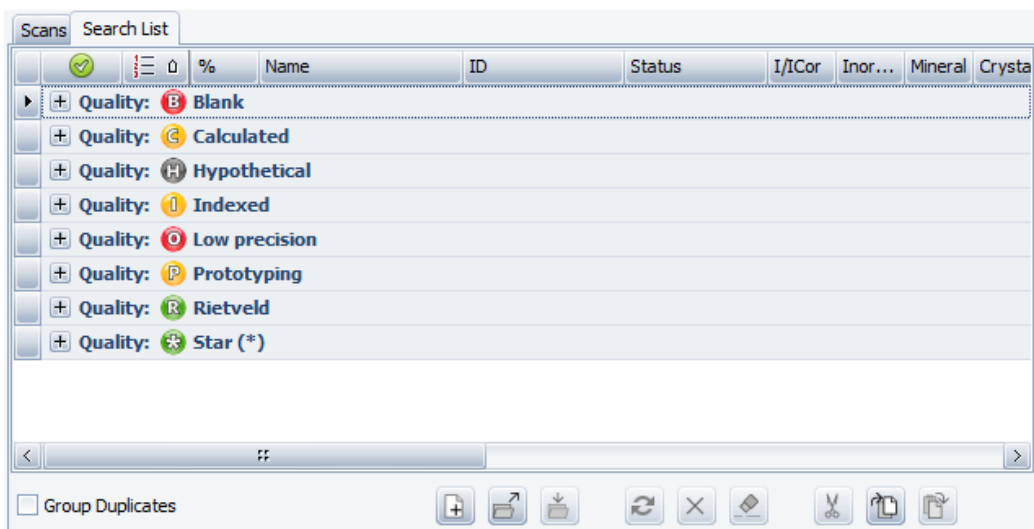 Scans Search List
% Name ID Status I/ICor Inor... Mineral Crysta
Quality: B Blank
Quality: C Calculated
Quality: H Hypothetical
Quality: I Indexed
Quality: O Low precision
Quality: P Prototyping
Quality: R Rietveld
Quality: * Star (*)
Group Duplicates